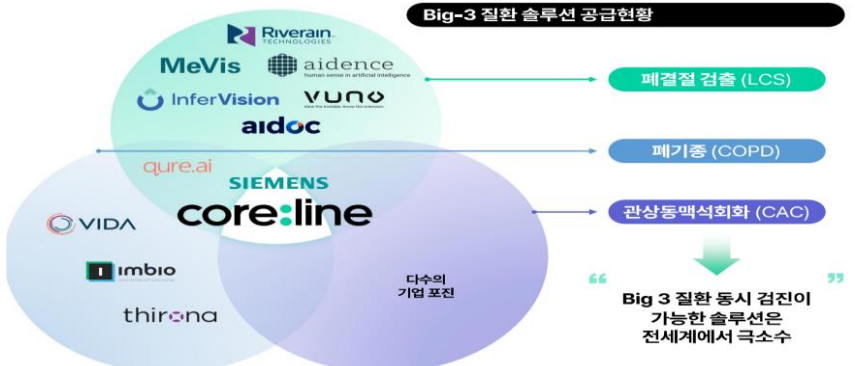 Big-3 질환 솔루션 공급현황
Riverain
TECHNOLOGIES
MeVis
aidence
human sense in artificial intelligence
InferVision
VUNO
aidoc
폐결절 검출 (LCS)
폐기종 (COPD)
관상동맥석회화 (CAC)
qure.ai
SIEMENS
core:line
VIDA
imbio
thirona
다수의
기업 포진
“ ”
Big 3 질환 동시 검진이
가능한 솔루션은
전세계에서 극소수